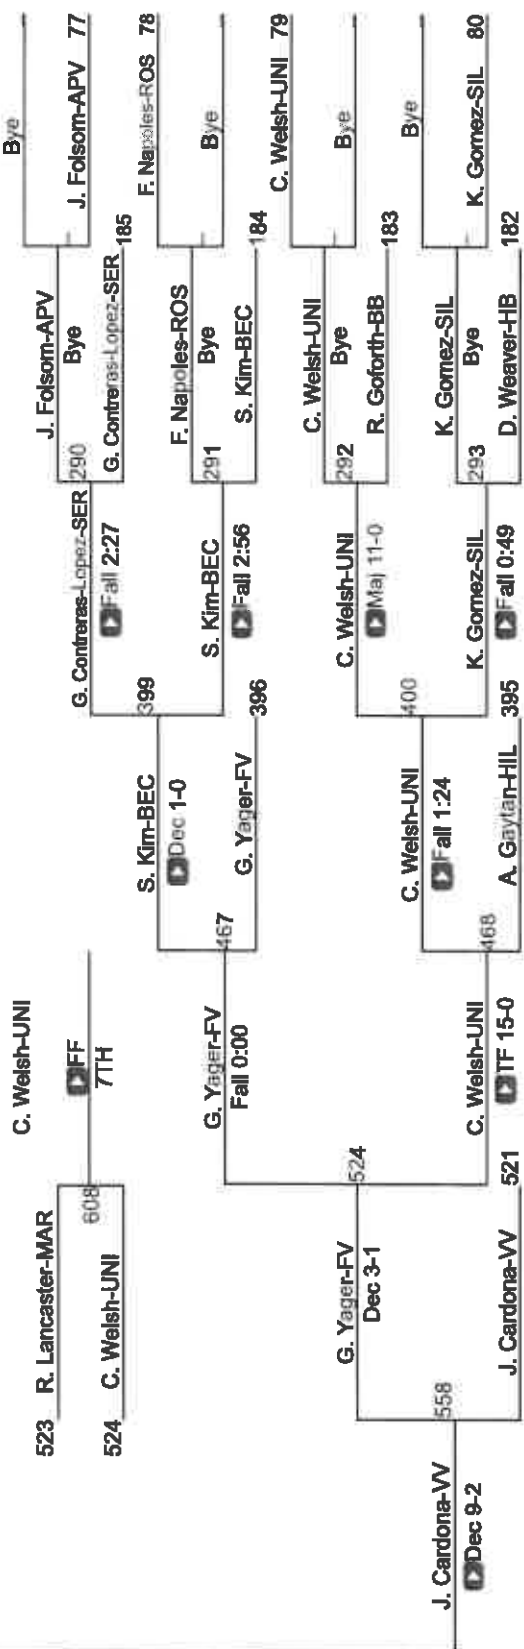 Bye
J. Folsom-APV 77
F. Napoles-ROS 78
Bye
C. Welsh-UNI 79
Bye
Bye
K. Gomez-SIL 80
J. Folsom-APV
Bye
G. Contreras-Lopez-SER 185
F. Napoles-ROS
Bye
S. Kim-BEC 184
C. Welsh-UNI
Bye
R. Goforth-BB 183
K. Gomez-SIL
Bye
D. Weaver-HB 182
290
291
292
293
G. Contreras-Lopez-SER
Fall 2:27
S. Kim-BEC
Fall 2:56
C. Welsh-UNI
Maj 11-0
K. Gomez-SIL
Fall 0:49
399
400
S. Kim-BEC
Dec 1-0
G. Yager-FV 396
C. Welsh-UNI
Fall 1:24
A. Gaytan-HIL 395
467
468
C. Welsh-UNI
FF
7TH
G. Yager-FV
Fall 0:00
C. Welsh-UNI
TF 15-0
608
523 R. Lancaster-MAR
524 C. Welsh-UNI
524
G. Yager-FV
Dec 3-1
J. Cardona-VV 521
558
J. Cardona-VV
Dec 9-2